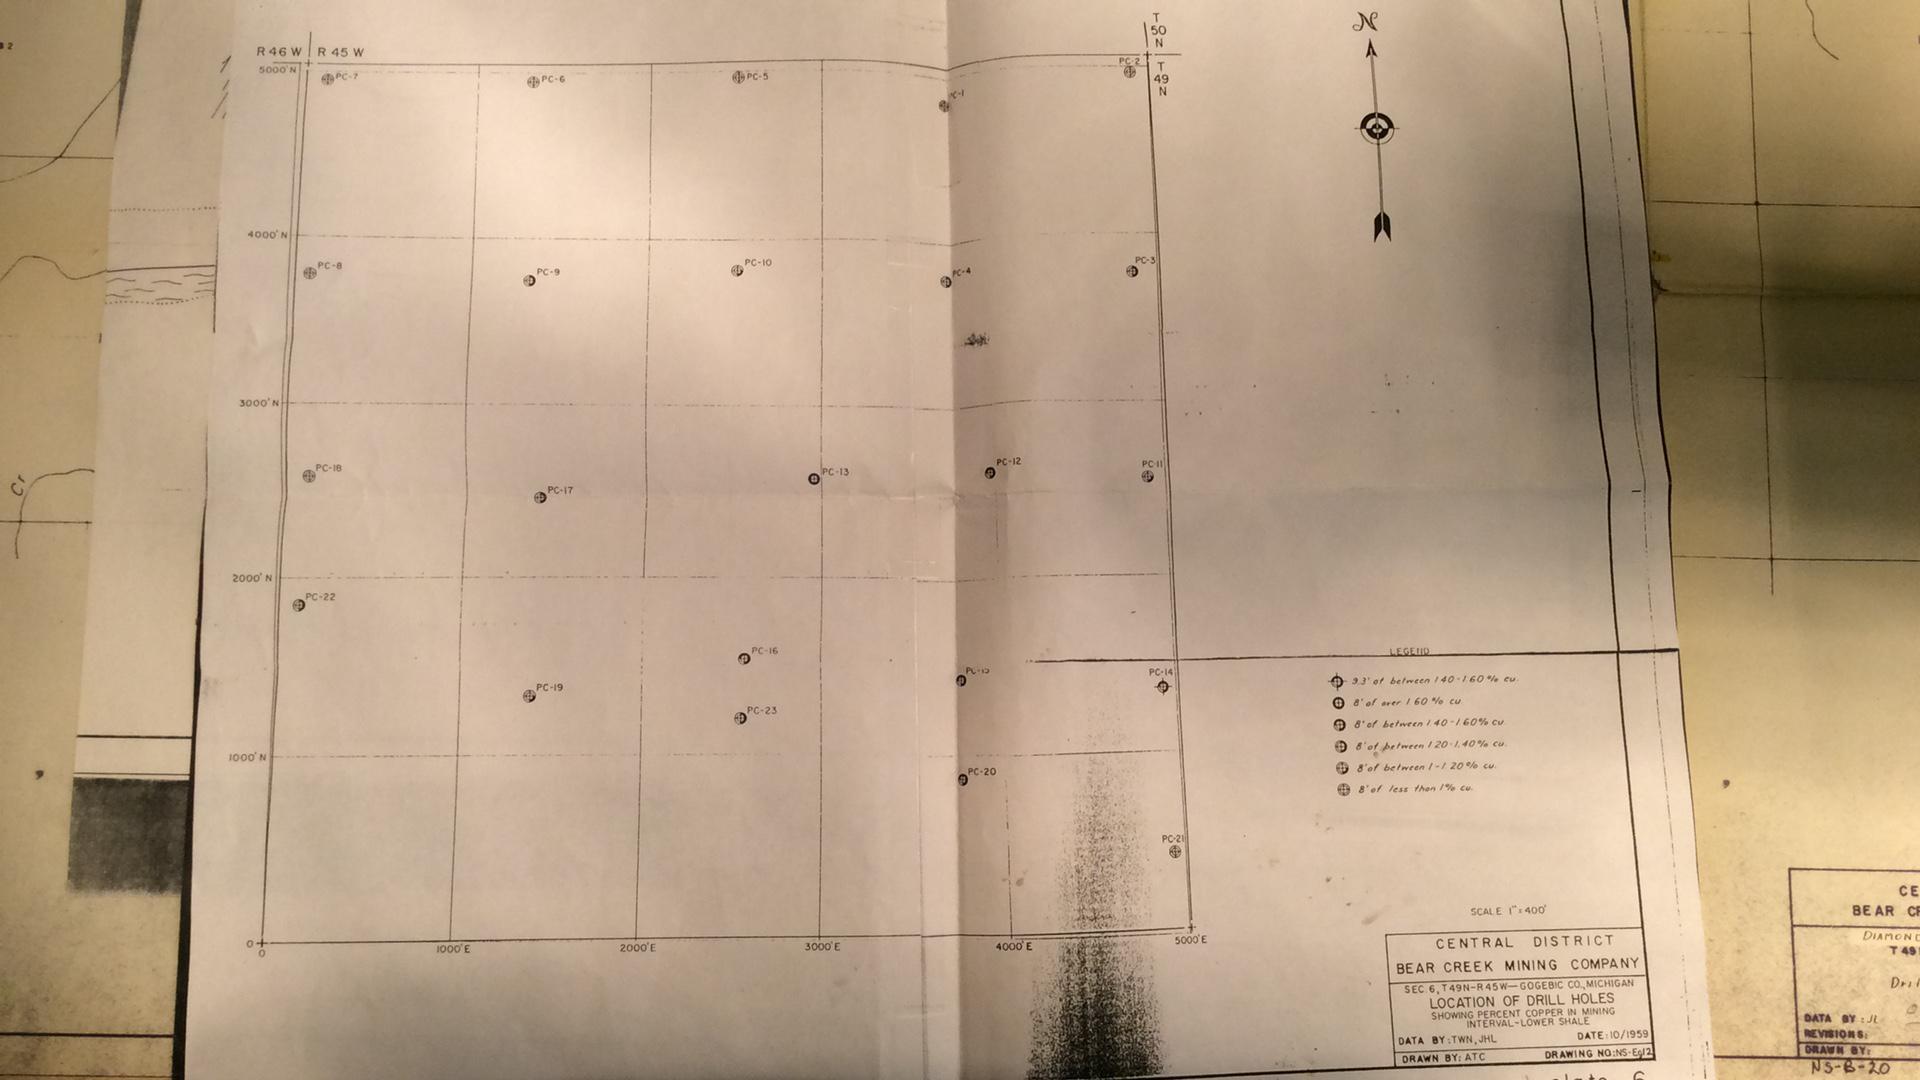 R 46 W R 45 W
T
50
N
T
49
N
N
5000' N
PC-7
PC-6
PC-5
PC-1
PC-2
4000' N
PC-8
PC-9
PC-10
PC-4
PC-3
3000' N
PC-18
PC-17
PC-13
PC-12
PC-11
2000' N
PC-22
PC-16
PC-15
PC-14
PC-19
PC-23
1000' N
PC-20
PC-21
0
0
1000' E
2000' E
3000' E
4000' E
5000' E
LEGEND
9.3' of between 1.40-1.60% cu.
8' of over 1.60% cu.
8' of between 1.40-1.60% cu.
8' of between 1.20-1.40% cu.
8' of between 1-1.20% cu.
8' of less than 1% cu.
SCALE 1"=400'
CENTRAL DISTRICT
BEAR CREEK MINING COMPANY
SEC. 6, T49N-R45W—GOGEBIC CO., MICHIGAN
LOCATION OF DRILL HOLES
SHOWING PERCENT COPPER IN MINING
INTERVAL-LOWER SHALE
DATA BY: TWN, JHL DATE: 10/1959
DRAWN BY: ATC DRAWING NO: NS-Eg12
Cr
CE
BEAR CR
DIAMOND
T 49
Dril
DATA BY: JL
REVISIONS:
DRAWN BY:
NS-B-20